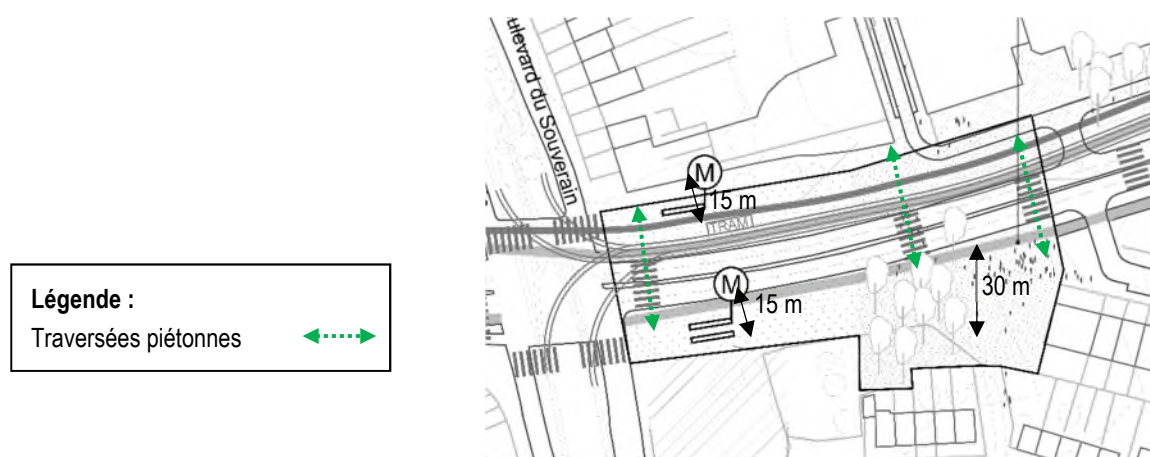 Légende :
Traversées piétonnes
ulevard du Souverain
M
15 m
TRAM
M
15 m
30 m